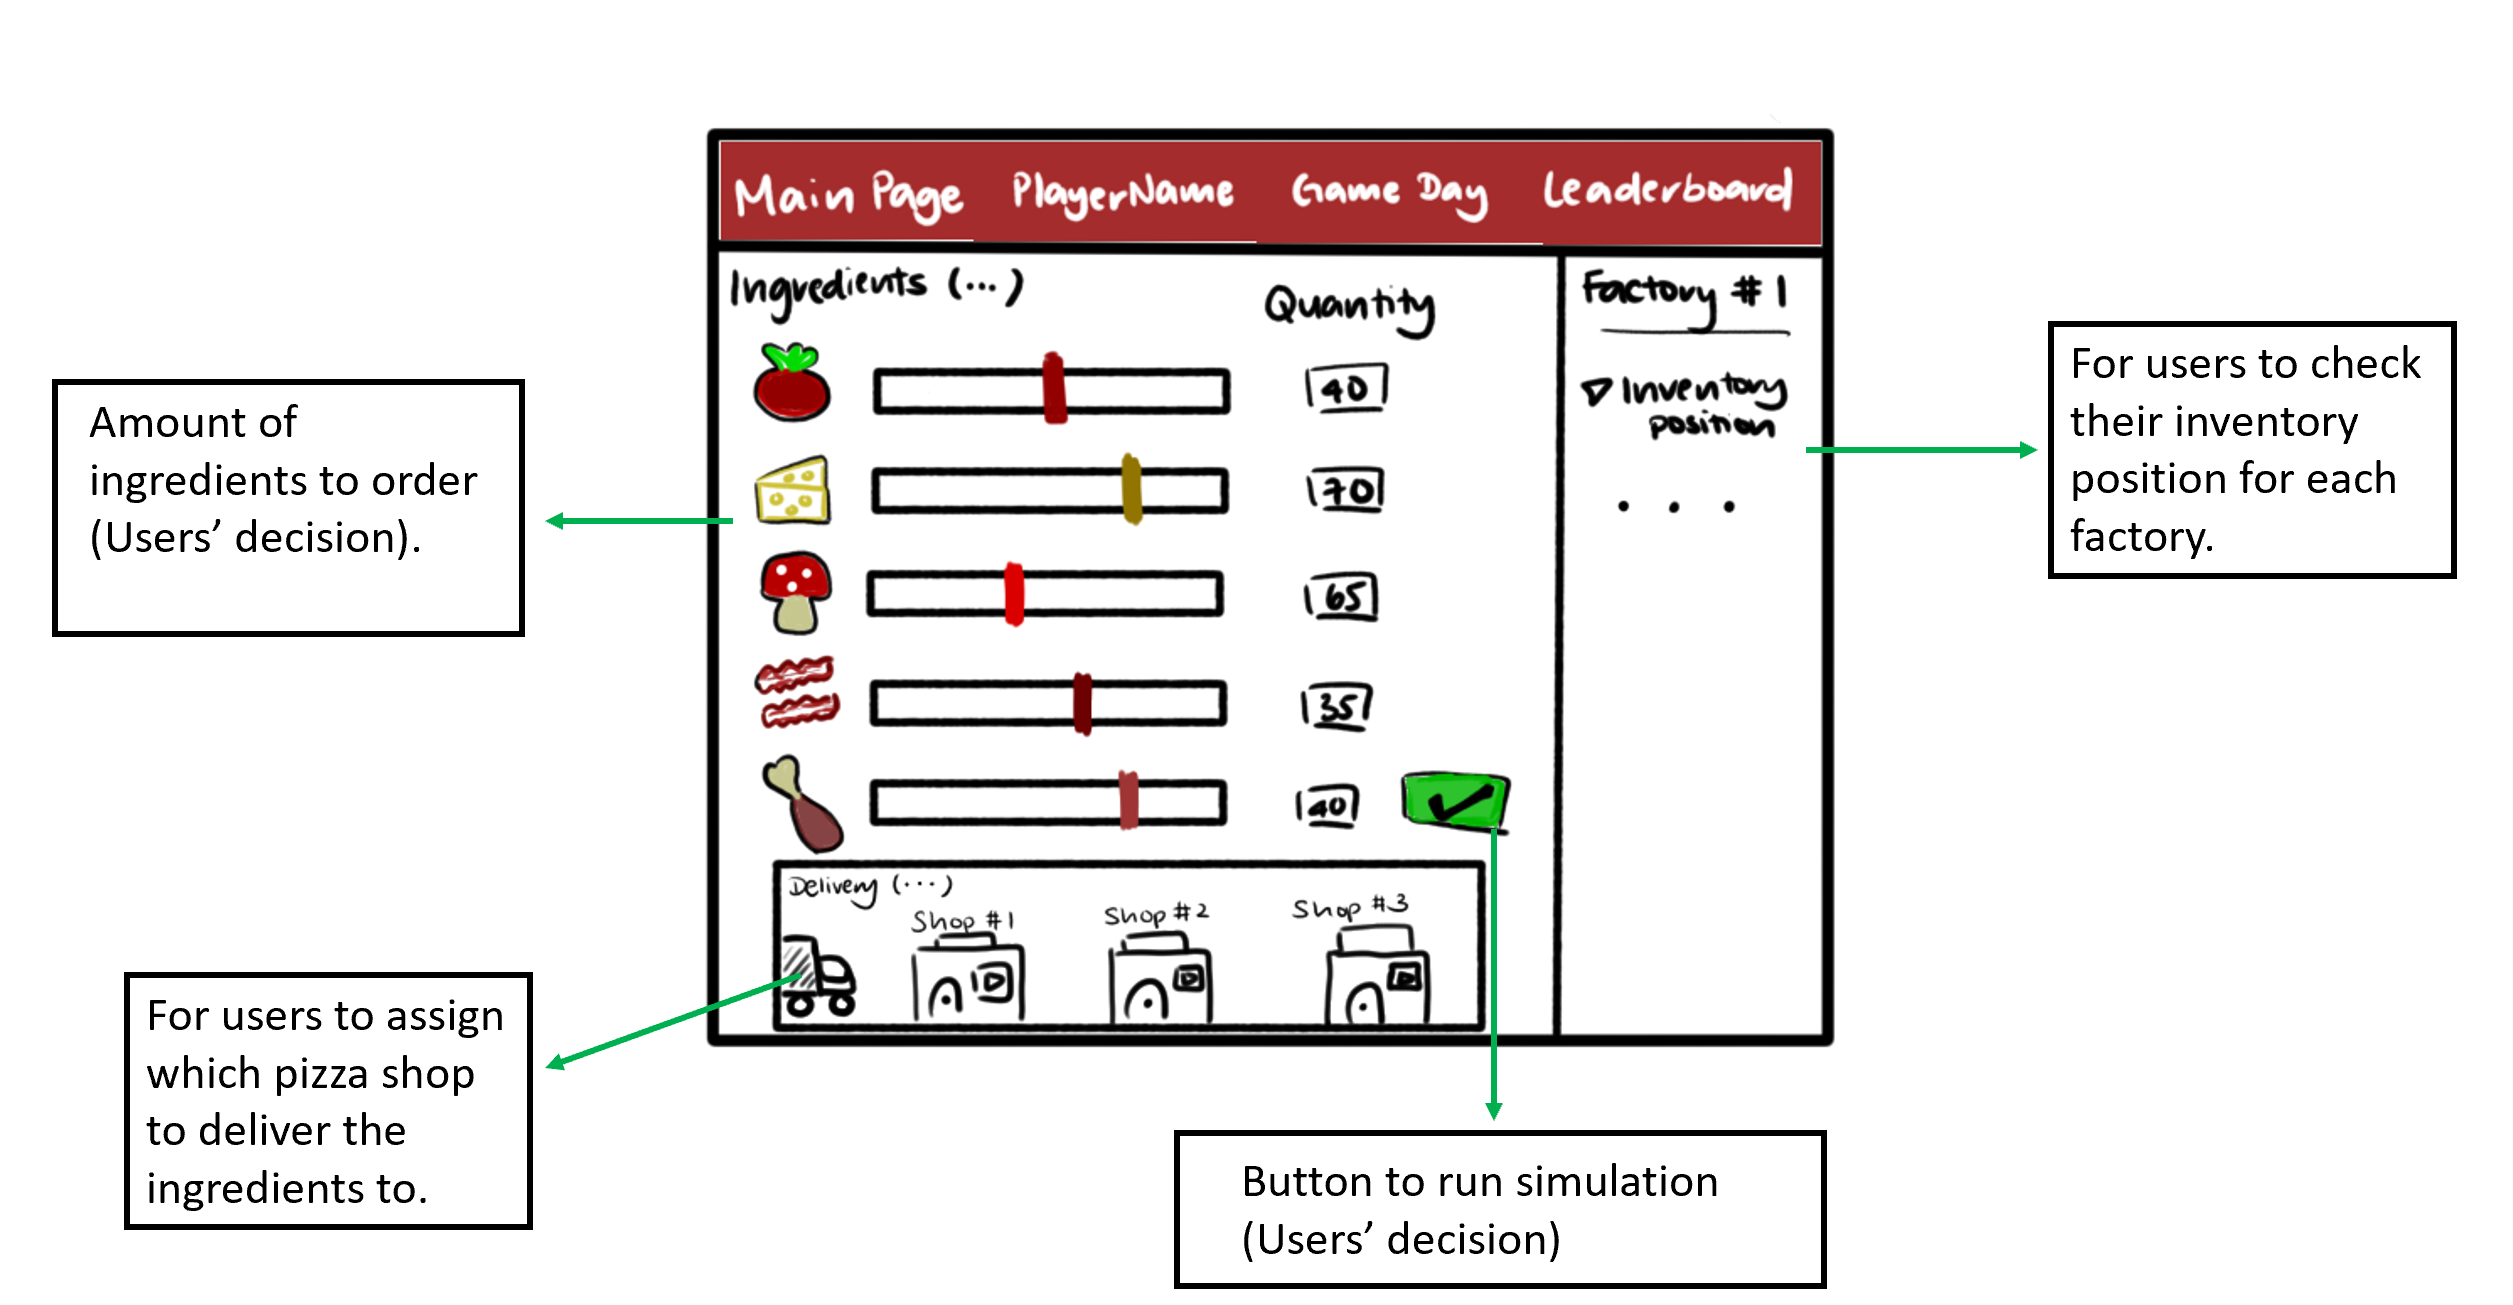 Main Page PlayerName Game Day Leaderboard
Ingredients (...)
Quantity
40
70
65
35
40
Factory #1
Inventory
position
. . .
Delivery (...)
Shop #1
Shop #2
Shop #3
Amount of
ingredients to order
(Users’ decision).
For users to check
their inventory
position for each
factory.
For users to assign
which pizza shop
to deliver the
ingredients to.
Button to run simulation
(Users’ decision)